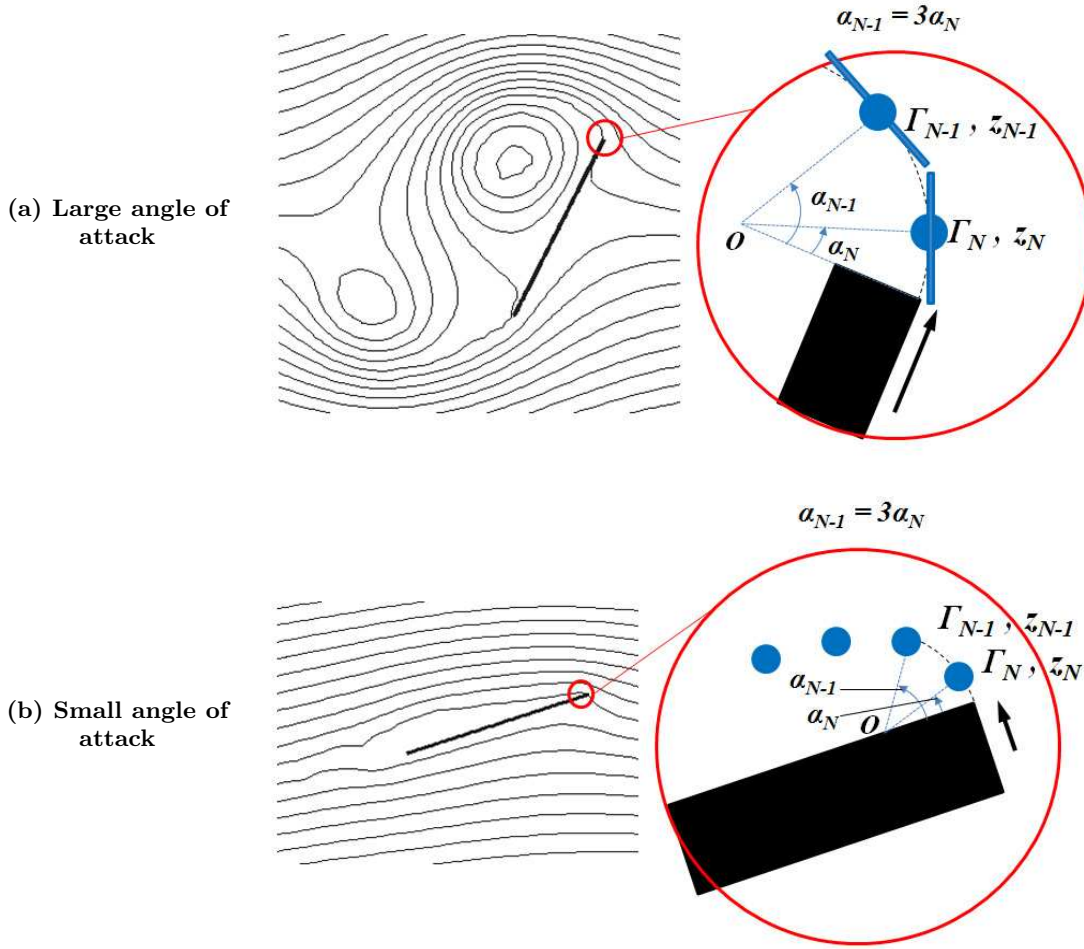 α_{N-1} = 3α_N
(a) Large angle of
attack
Γ_{N-1} , z_{N-1}
α_{N-1}
O
α_N
Γ_N , z_N
α_{N-1} = 3α_N
(b) Small angle of
attack
Γ_{N-1} , z_{N-1}
Γ_N , z_N
α_{N-1}
α_N
O